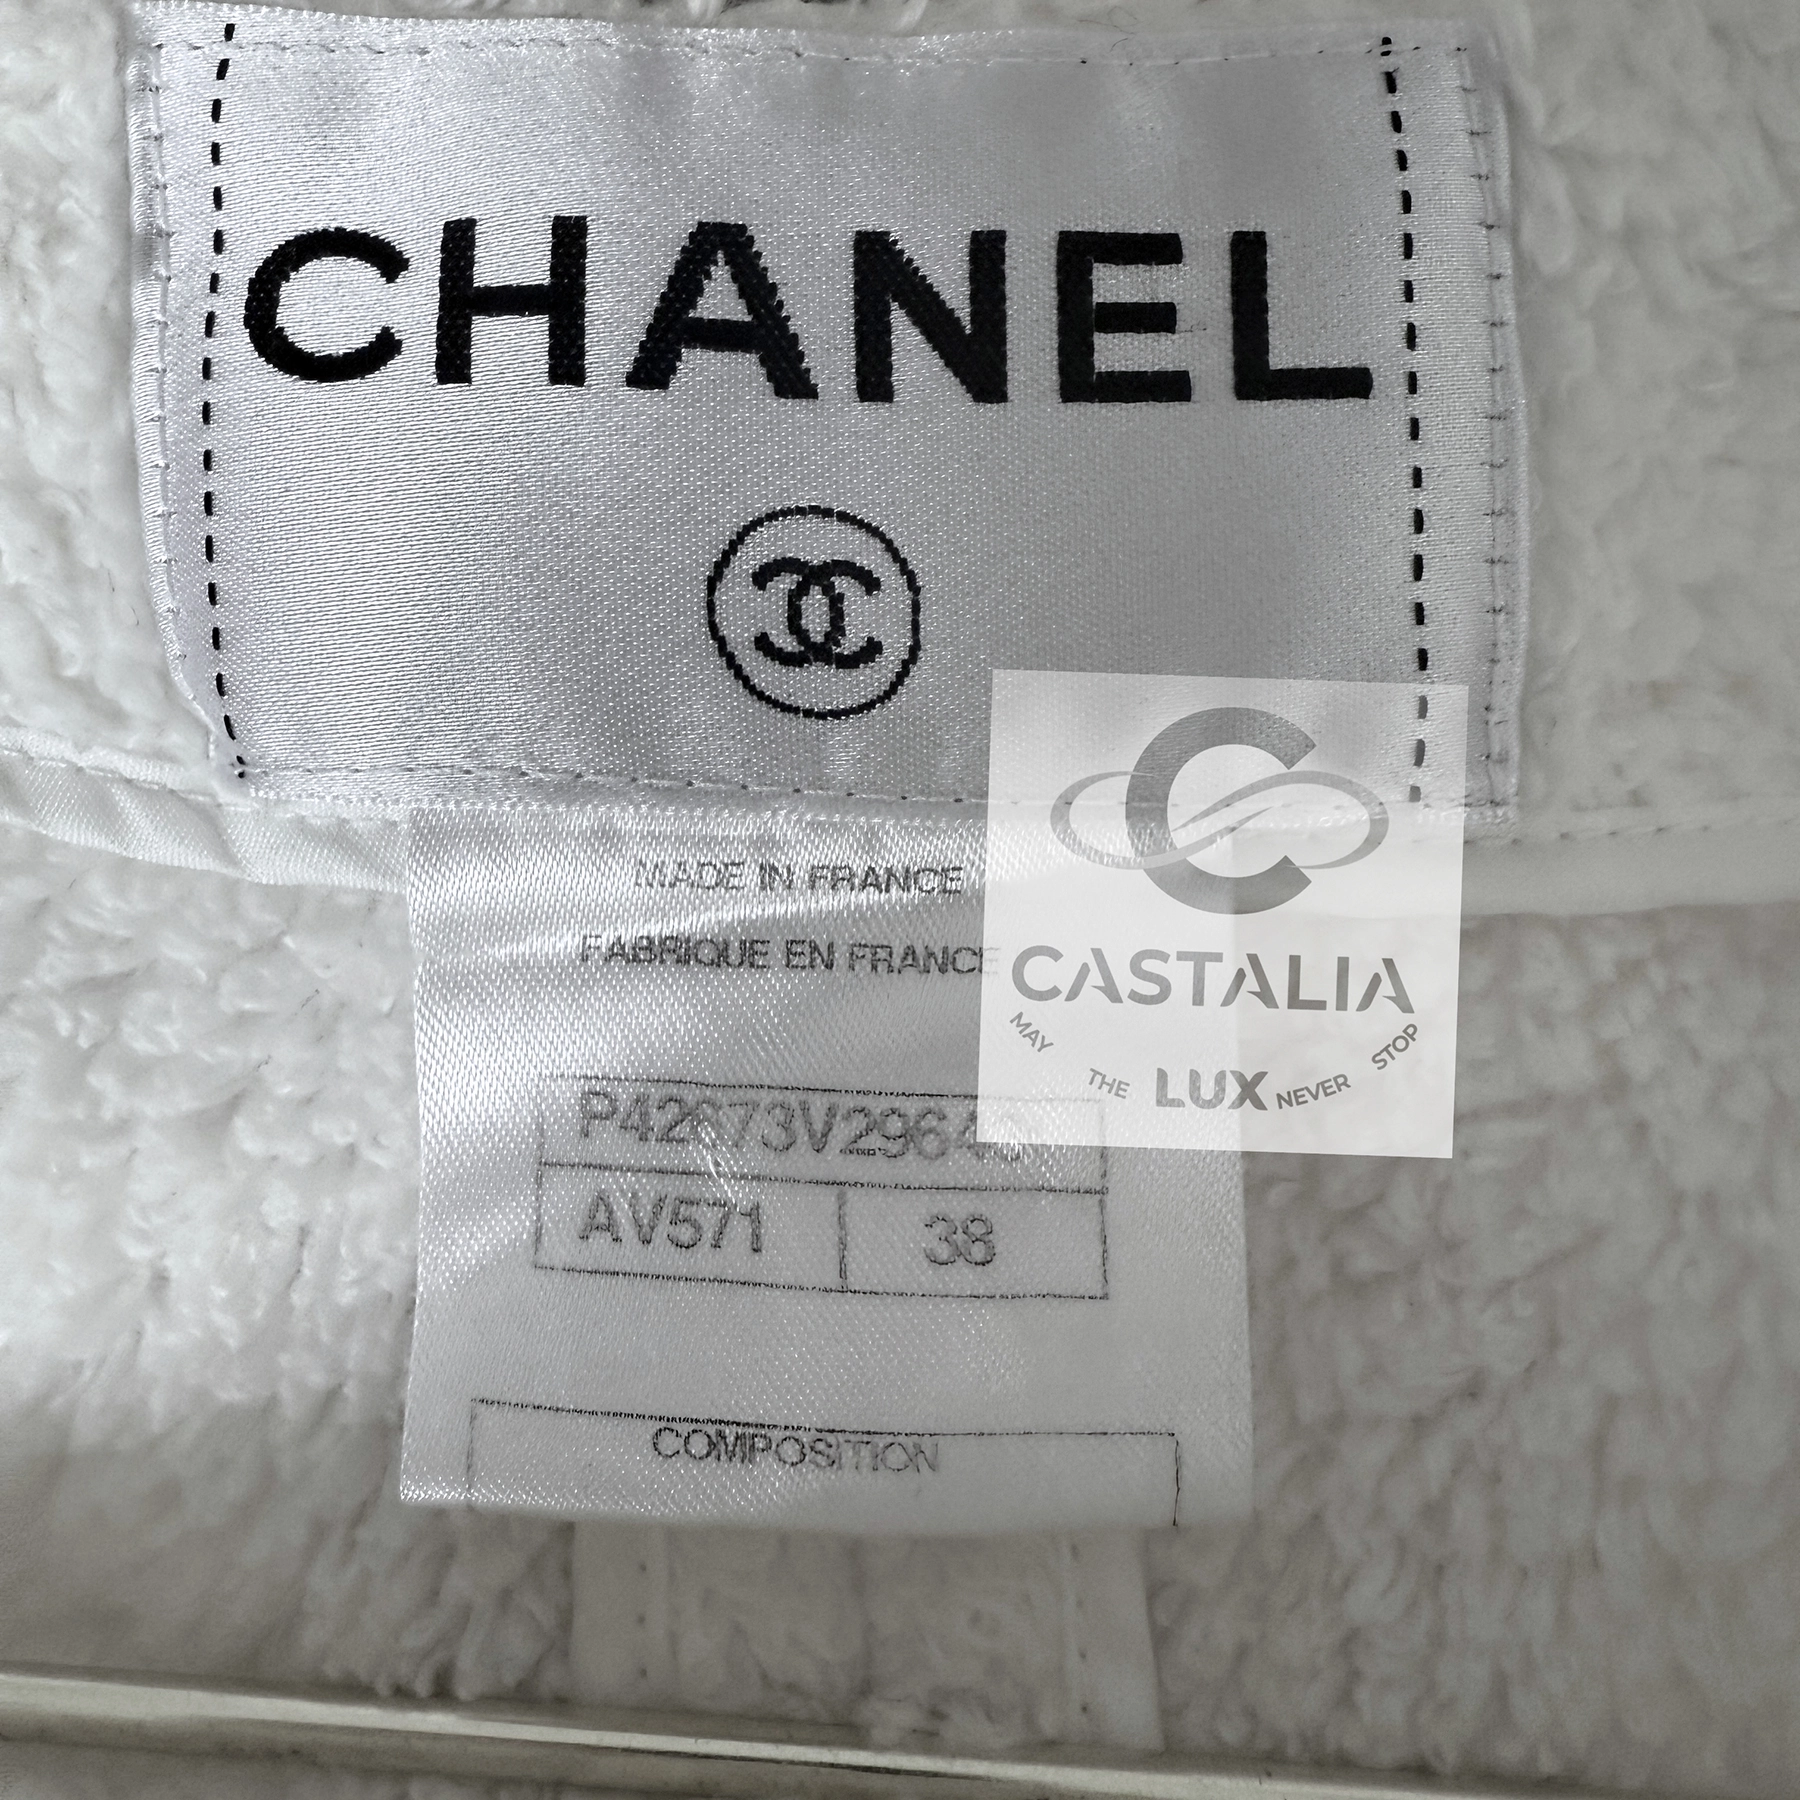 CHANEL
MADE IN FRANCE
FABRIQUE EN FRANCE
CASTALIA
MAY THE LUX NEVER STOP
AV571
38
COMPOSITION